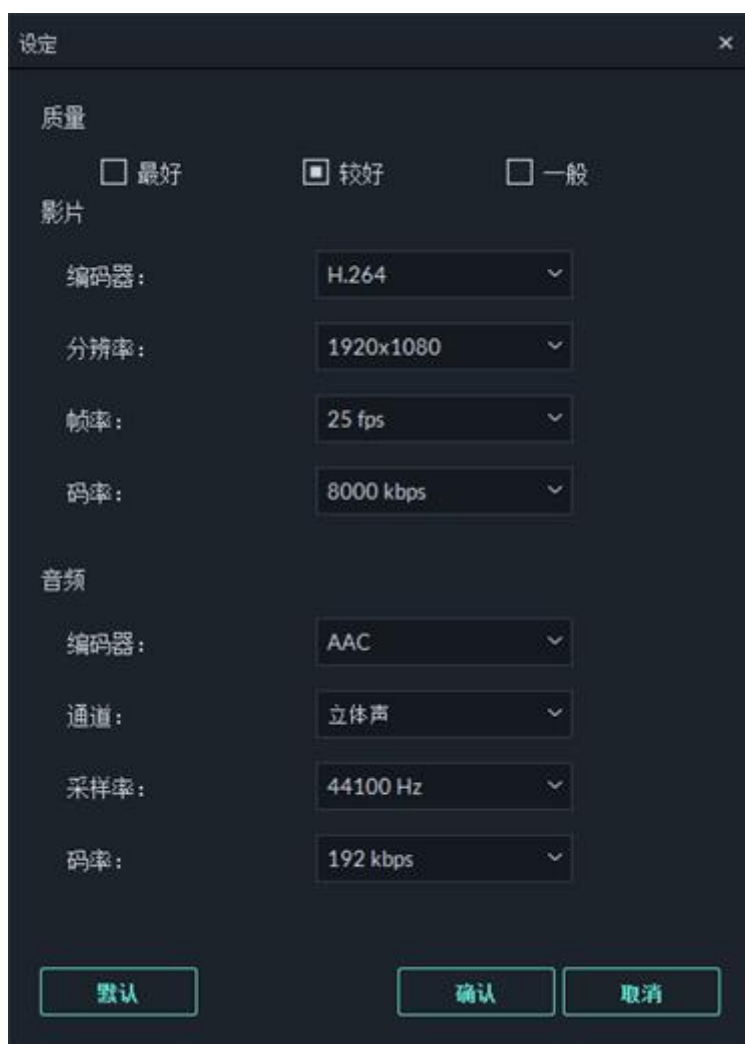 设定 ×
质量
最好 较好 一般
影片
编码器： H.264
分辨率： 1920x1080
帧率： 25 fps
码率： 8000 kbps
音频
编码器： AAC
通道： 立体声
采样率： 44100 Hz
码率： 192 kbps
默认 确认 取消